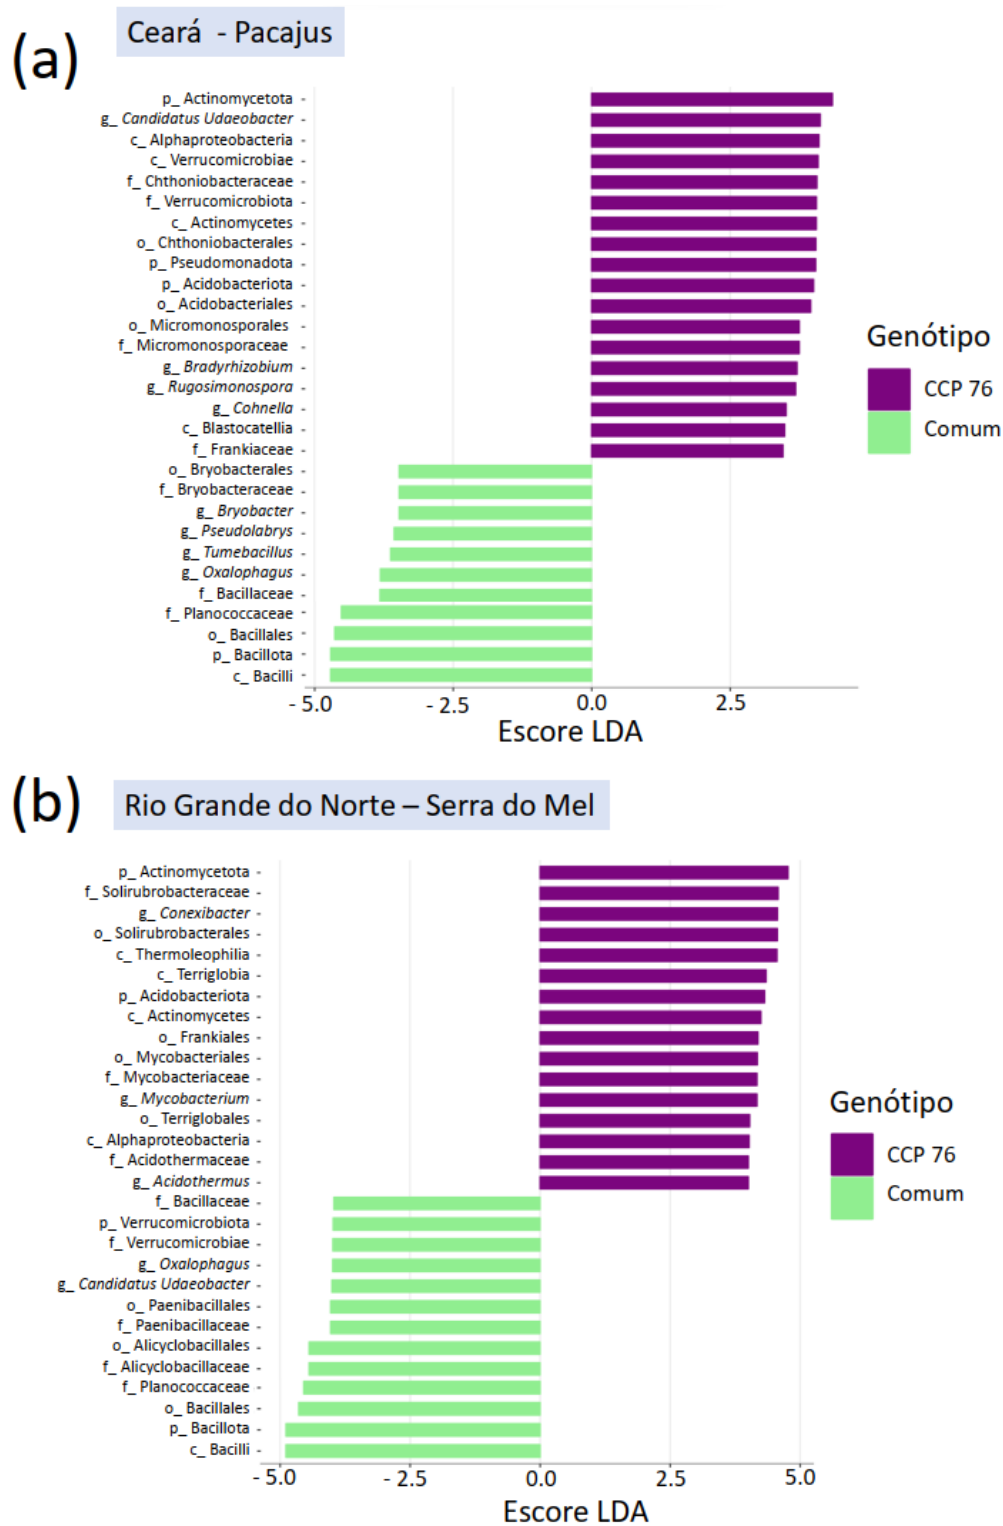 Ceará - Pacajus
(a)
p_ Actinomycetota
g_ Candidatus Udaeobacter
c_ Alphaproteobacteria
c_ Verrucomicrobiae
f_ Chthoniobacteraceae
f_ Verrucomicrobiota
c_ Actinomycetes
o_ Chthoniobacterales
p_ Pseudomonadota
p_ Acidobacteriota
o_ Acidobacteriales
o_ Micromonosporales
f_ Micromonosporaceae
g_ Bradyrhizobium
g_ Rugosimonospora
g_ Cohnella
c_ Blastocatellia
f_ Frankiaceae
o_ Bryobacterales
f_ Bryobacteraceae
g_ Bryobacter
g_ Pseudolabrys
g_ Tumebacillus
g_ Oxalophagus
f_ Bacillaceae
f_ Planococcaceae
o_ Bacillales
p_ Bacillota
c_ Bacilli
Genótipo
CCP 76
Comum
- 5.0 - 2.5 0.0 2.5
Escore LDA
(b)
Rio Grande do Norte – Serra do Mel
p_ Actinomycetota
f_ Solirubrobacteraceae
g_ Conexibacter
o_ Solirubrobacterales
c_ Thermoleophilia
c_ Terriglobia
p_ Acidobacteriota
c_ Actinomycetes
o_ Frankiales
o_ Mycobacteriales
f_ Mycobacteriaceae
g_ Mycobacterium
o_ Terriglobales
c_ Alphaproteobacteria
f_ Acidothermaceae
g_ Acidothermus
f_ Bacillaceae
p_ Verrucomicrobiota
f_ Verrucomicrobiae
g_ Oxalophagus
g_ Candidatus Udaeobacter
o_ Paenibacillales
f_ Paenibacillaceae
o_ Alicyclobacillales
f_ Alicyclobacillaceae
f_ Planococcaceae
o_ Bacillales
p_ Bacillota
c_ Bacilli
Genótipo
CCP 76
Comum
- 5.0 - 2.5 0.0 2.5 5.0
Escore LDA